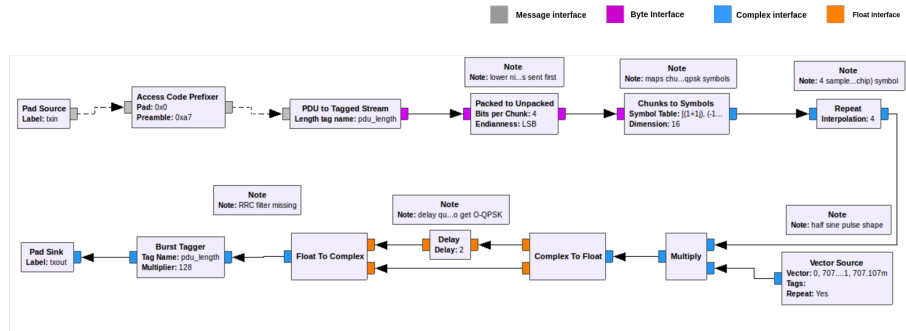 Message interface
Byte Interface
Complex interface
Float interface
Note
Note: lower ni...s sent first
Note
Note: maps chu...qpsk symbols
Note
Note: 4 sample...chip) symbol
Pad Source
Label: txin
Access Code Prefixer
Pad: 0x0
Preamble: 0xa7
PDU to Tagged Stream
Length tag name: pdu_length
Packed to Unpacked
Bits per Chunk: 4
Endianness: LSB
Chunks to Symbols
Symbol Table: [(1+1j), (-1...
Dimension: 16
Repeat
Interpolation: 4
Note
Note: RRC filter missing
Note
Note: delay qu...o get O-QPSK
Note
Note: half sine pulse shape
Pad Sink
Label: txout
Burst Tagger
Tag Name: pdu_length
Multiplier: 128
Float To Complex
Delay
Delay: 2
Complex To Float
Multiply
Vector Source
Vector: 0, 707....1, 707.107m
Tags:
Repeat: Yes